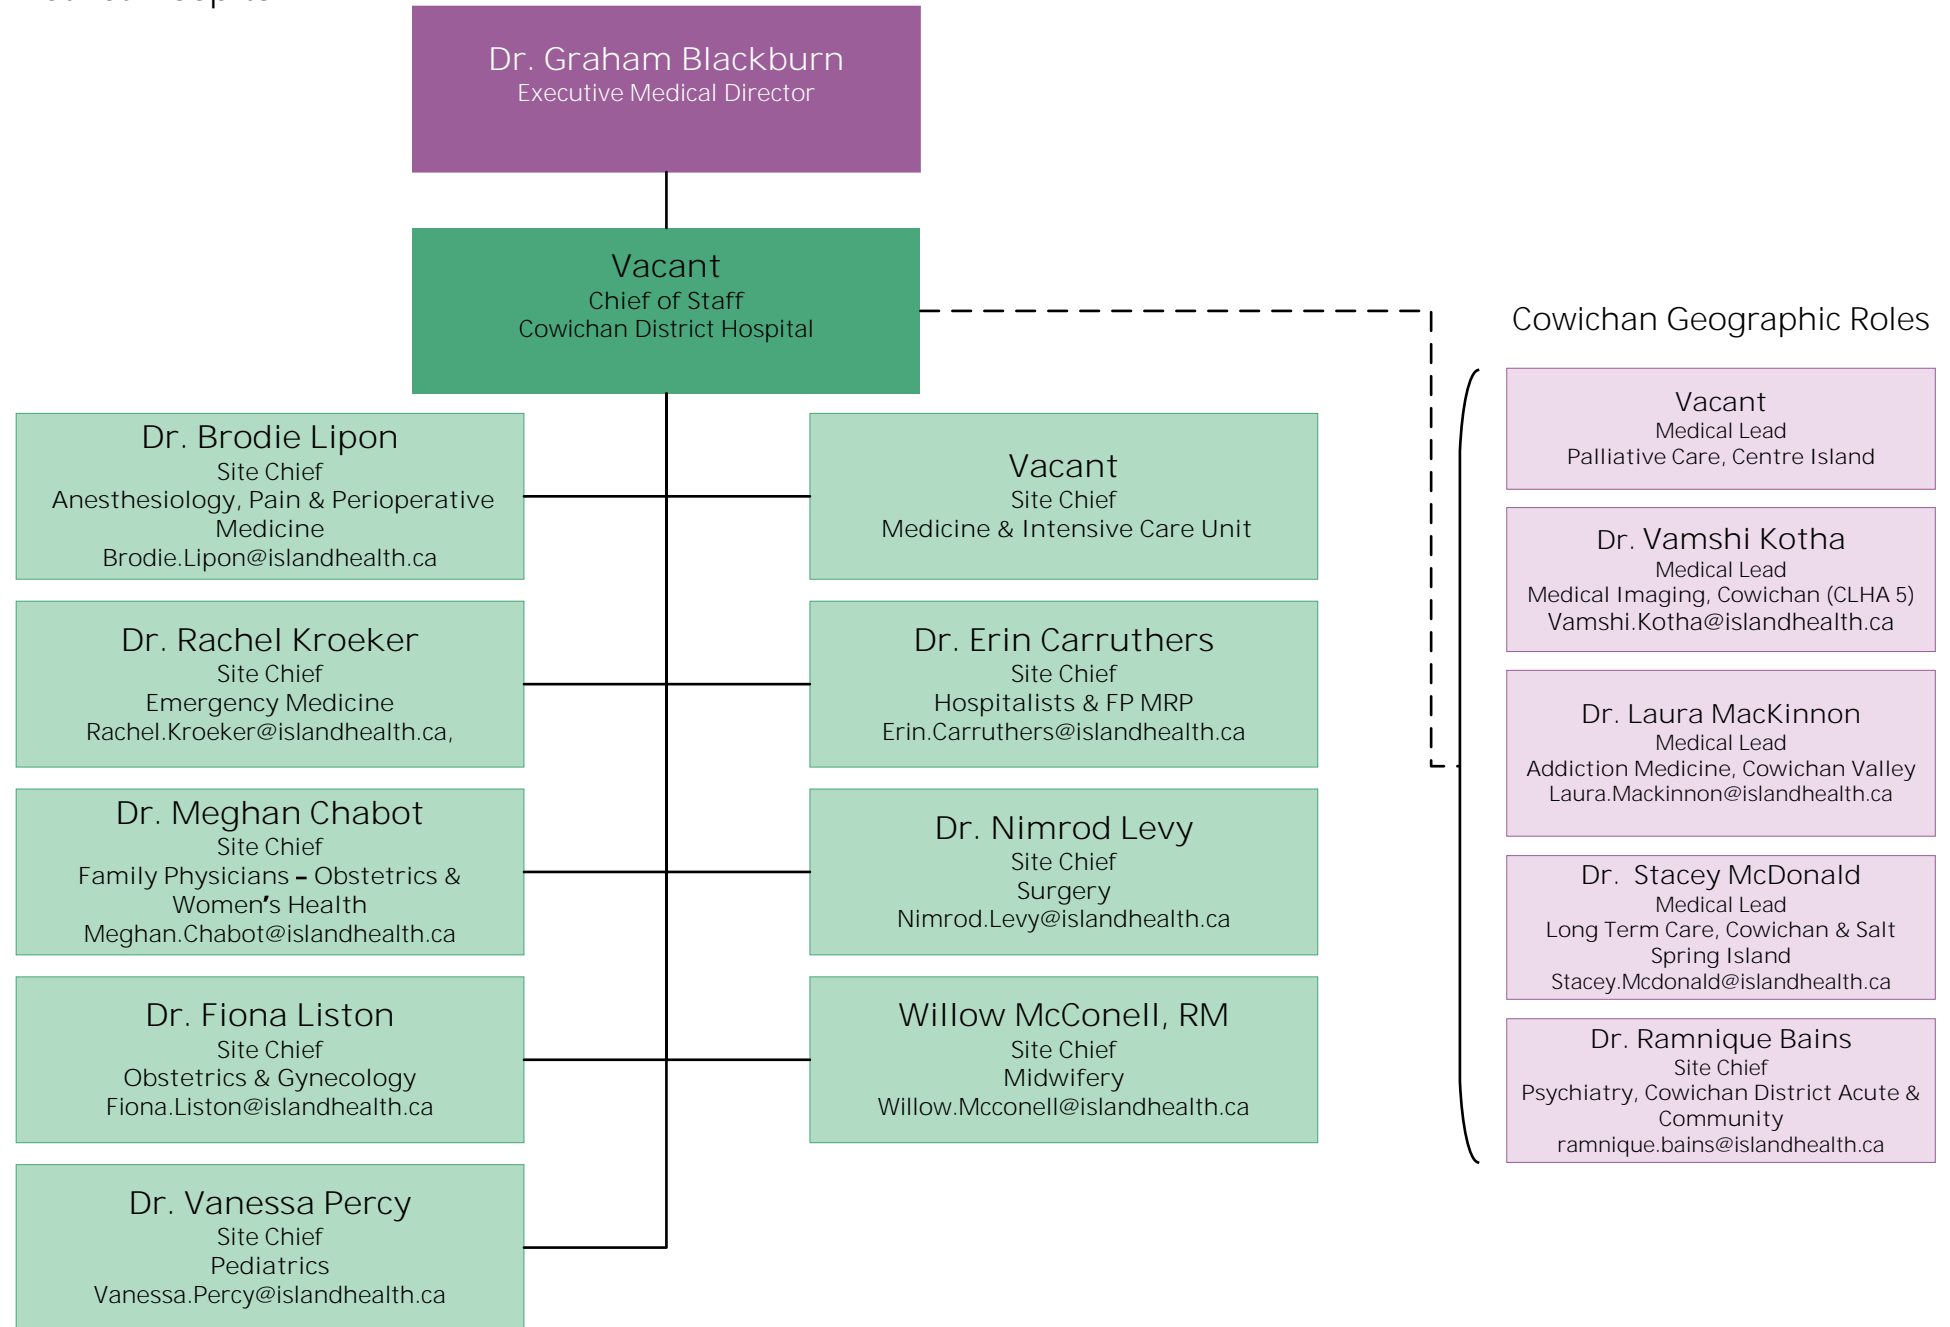 Dr. Graham Blackburn
Executive Medical Director
Vacant
Chief of Staff
Cowichan District Hospital
Dr. Brodie Lipon
Site Chief
Anesthesiology, Pain & Perioperative
Medicine
Brodie.Lipon@islandhealth.ca
Vacant
Site Chief
Medicine & Intensive Care Unit
Dr. Rachel Kroeker
Site Chief
Emergency Medicine
Rachel.Kroeker@islandhealth.ca,
Dr. Erin Carruthers
Site Chief
Hospitalists & FP MRP
Erin.Carruthers@islandhealth.ca
Dr. Meghan Chabot
Site Chief
Family Physicians – Obstetrics &
Women's Health
Meghan.Chabot@islandhealth.ca
Dr. Nimrod Levy
Site Chief
Surgery
Nimrod.Levy@islandhealth.ca
Dr. Fiona Liston
Site Chief
Obstetrics & Gynecology
Fiona.Liston@islandhealth.ca
Willow McConell, RM
Site Chief
Midwifery
Willow.Mcconell@islandhealth.ca
Dr. Vanessa Percy
Site Chief
Pediatrics
Vanessa.Percy@islandhealth.ca
Cowichan Geographic Roles
Vacant
Medical Lead
Palliative Care, Centre Island
Dr. Vamshi Kotha
Medical Lead
Medical Imaging, Cowichan (CLHA 5)
Vamshi.Kotha@islandhealth.ca
Dr. Laura MacKinnon
Medical Lead
Addiction Medicine, Cowichan Valley
Laura.Mackinnon@islandhealth.ca
Dr. Stacey McDonald
Medical Lead
Long Term Care, Cowichan & Salt
Spring Island
Stacey.Mcdonald@islandhealth.ca
Dr. Ramnique Bains
Site Chief
Psychiatry, Cowichan District Acute &
Community
ramnique.bains@islandhealth.ca